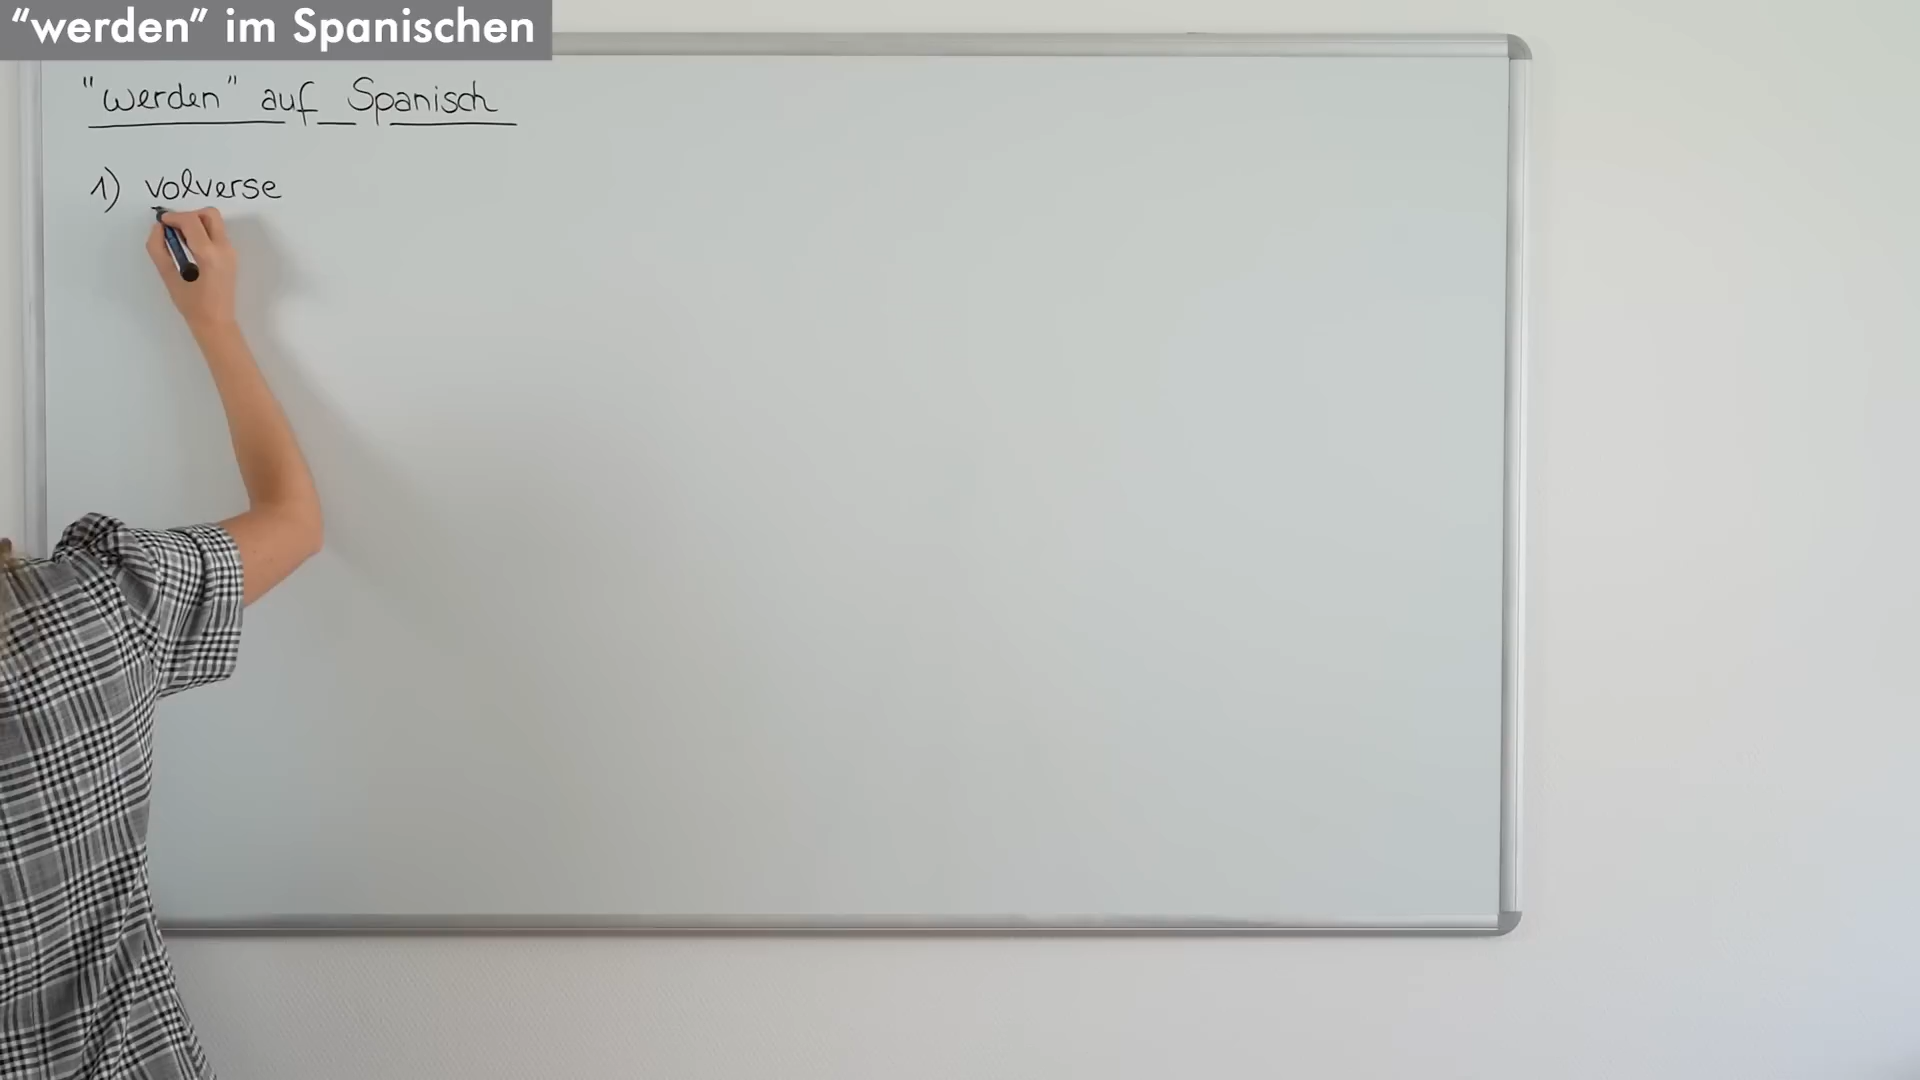 “werden” im Spanischen
"werden" auf Spanisch
1) volverse